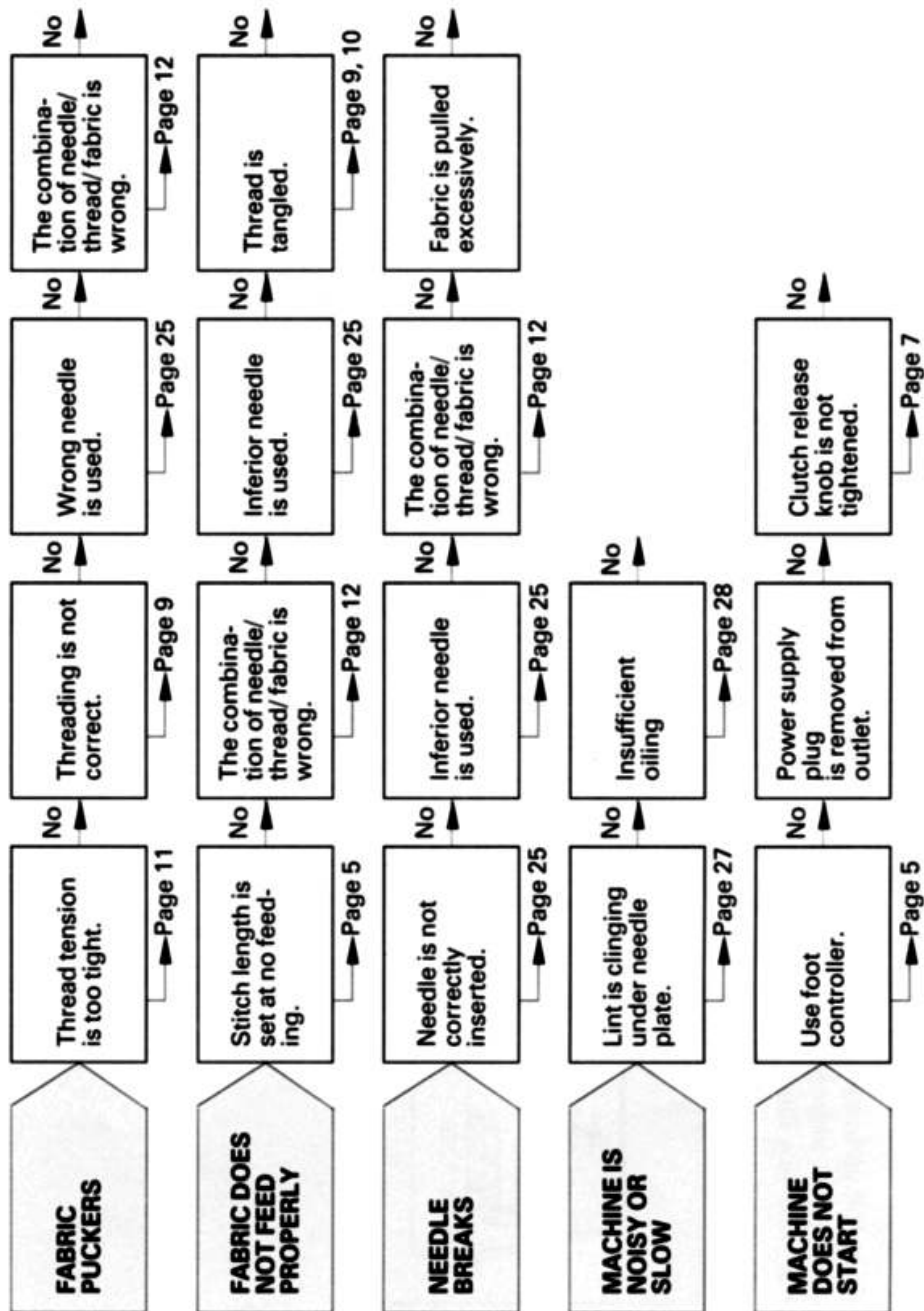 FABRIC
PUCKERS
Thread tension
is too tight.
Page 11
No
Threading is not
correct.
Page 9
No
Wrong needle
is used.
Page 25
No
The combina-
tion of needle/
thread/ fabric is
wrong.
Page 12
No
FABRIC DOES
NOT FED
PROPERLY
Stitch length is
set at no feed-
ing.
Page 5
No
The combina-
tion of needle/
thread/ fabric is
wrong.
Page 12
No
Inferior needle
is used.
Page 25
No
Thread is
tangled.
Page 9, 10
No
NEEDLE
BREAKS
Needle is not
correctly
inserted.
Page 25
No
Inferior needle
is used.
Page 25
No
The combina-
tion of needle/
thread/ fabric is
wrong.
Page 12
No
Fabric is pulled
excessively.
No
MACHINE IS
NOISY OR
SLOW
Lint is clinging
under needle
plate.
Page 27
No
Insufficient
oiling
Page 28
No
MACHINE
DOES NOT
START
Use foot
controller.
Page 5
No
Power supply
plug
is removed from
outlet.
No
Clutch release
knob is not
tightened.
Page 7
No